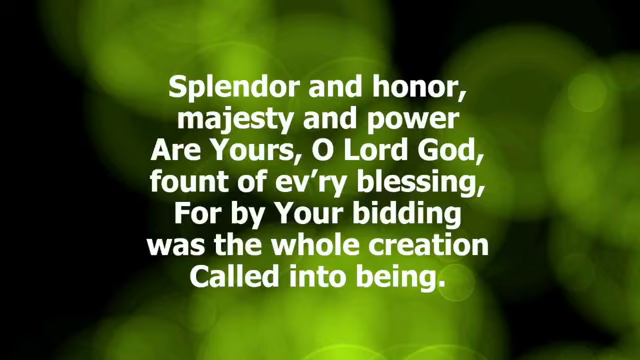 Splendor and honor,
majesty and power
Are Yours, O Lord God,
fount of ev’ry blessing,
For by Your bidding
was the whole creation
Called into being.